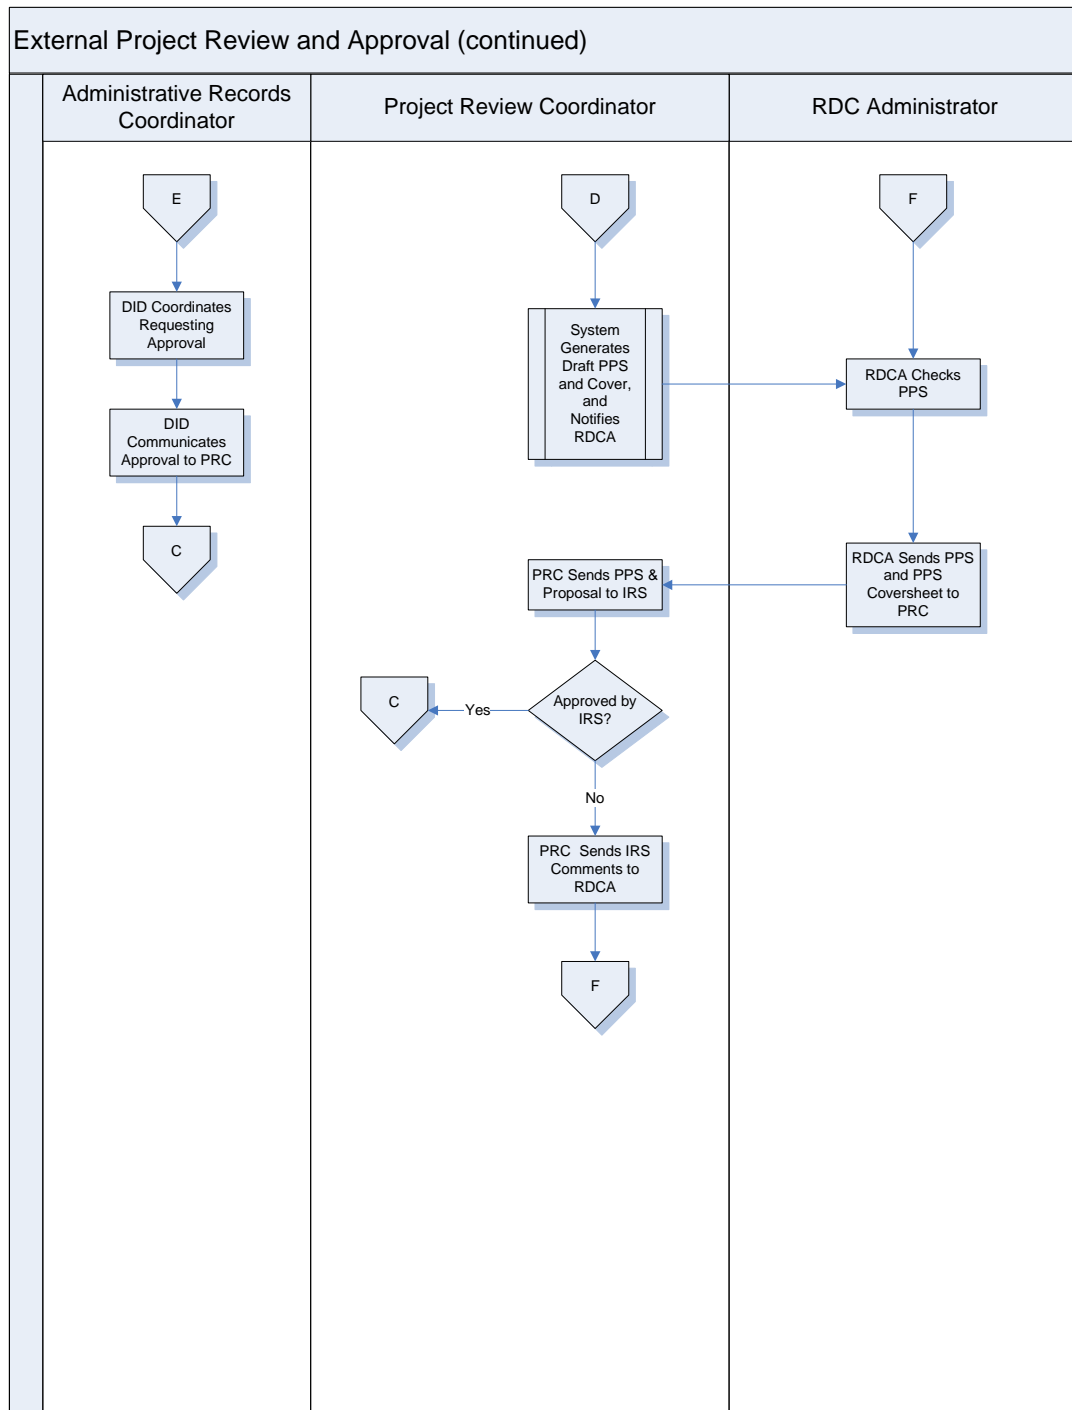 External Project Review and Approval (continued)
Administrative Records
Coordinator
Project Review Coordinator
RDC Administrator
E
DID Coordinates
Requesting
Approval
DID
Communicates
Approval to PRC
C
D
System
Generates
Draft PPS
and Cover,
and
Notifies
RDCA
PRC Sends PPS &
Proposal to IRS
Approved by
IRS?
Yes
C
No
PRC  Sends IRS
Comments to
RDCA
F
F
RDCA Checks
PPS
RDCA Sends PPS
and PPS
Coversheet to
PRC